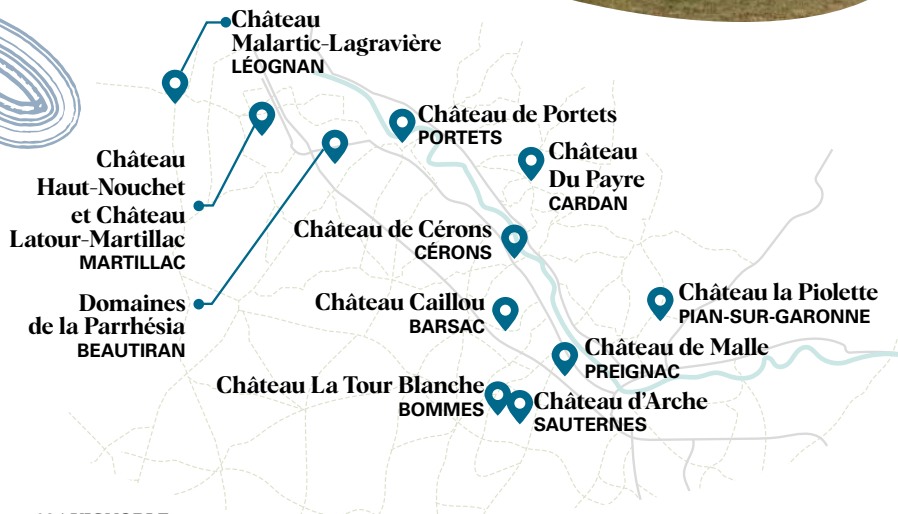 Château
Malartic-Lagravière
LÉOGNAN
Château de Portets
PORTETS
Château
Du Payre
CARDAN
Château
Haut-Nouchet
et Château
Latour-Martillac
MARTILLAC
Château de Cérons
CÉRONS
Domaines
de la Parrhésia
BEAUTIRAN
Château Caillou
BARSAC
Château la Piolette
PIAN-SUR-GARONNE
Château de Malle
PREIGNAC
Château La Tour Blanche
BOMMES
Château d'Arche
SAUTERNES